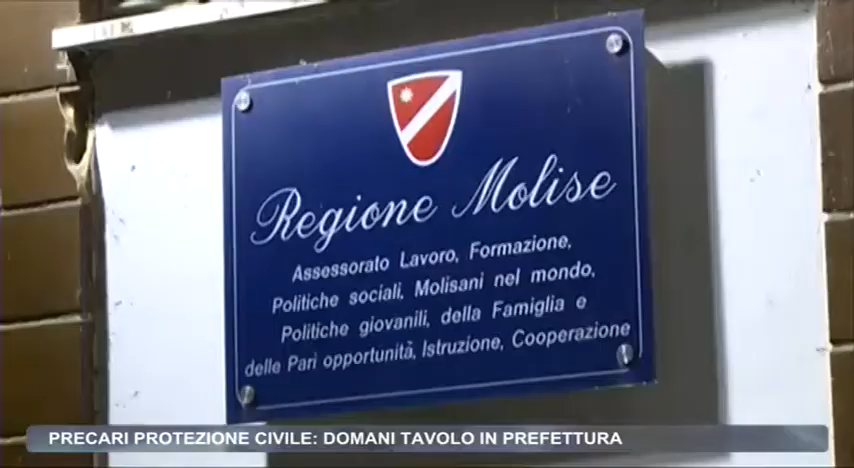 Regione Molise
Assessorato Lavoro, Formazione,
Politiche sociali, Molisani nel mondo,
Politiche giovanili, della Famiglia e
delle Pari opportunità, Istruzione, Cooperazione
PRECARI PROTEZIONE CIVILE: DOMANI TAVOLO IN PREFETTURA